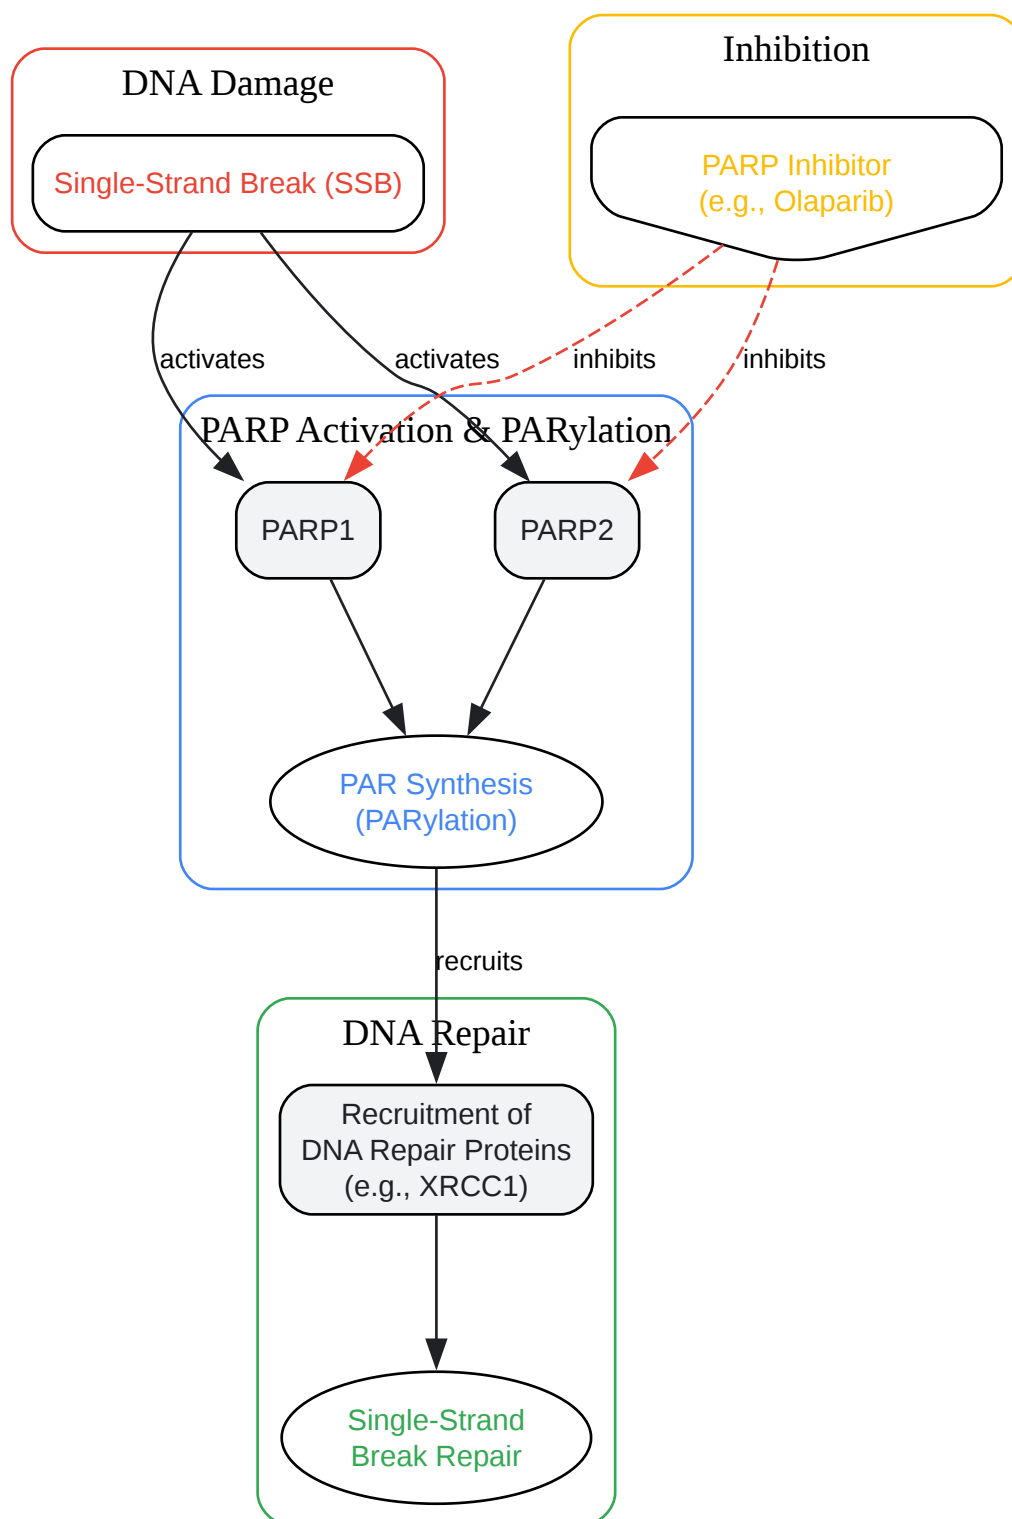 DNA Damage
Single-Strand Break (SSB)
Inhibition
PARP Inhibitor
(e.g., Olaparib)
activates
activates
inhibits
inhibits
PARP Activation & PARylation
PARP1
PARP2
PAR Synthesis
(PARylation)
recruits
DNA Repair
Recruitment of
DNA Repair Proteins
(e.g., XRCC1)
Single-Strand
Break Repair